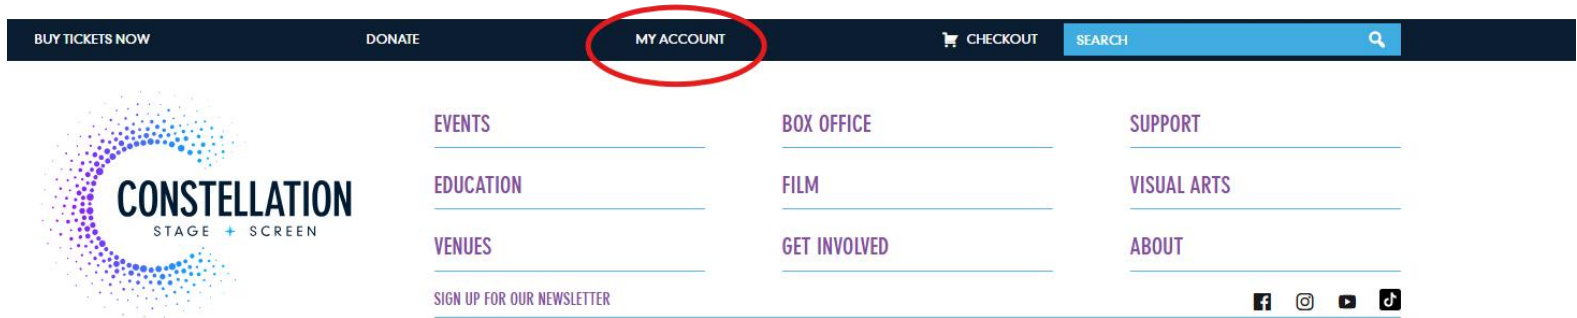 BUY TICKETS NOW
DONATE
MY ACCOUNT
CHECKOUT
SEARCH
CONSTELLATION
STAGE + SCREEN
EVENTS
BOX OFFICE
SUPPORT
EDUCATION
FILM
VISUAL ARTS
VENUES
GET INVOLVED
ABOUT
SIGN UP FOR OUR NEWSLETTER